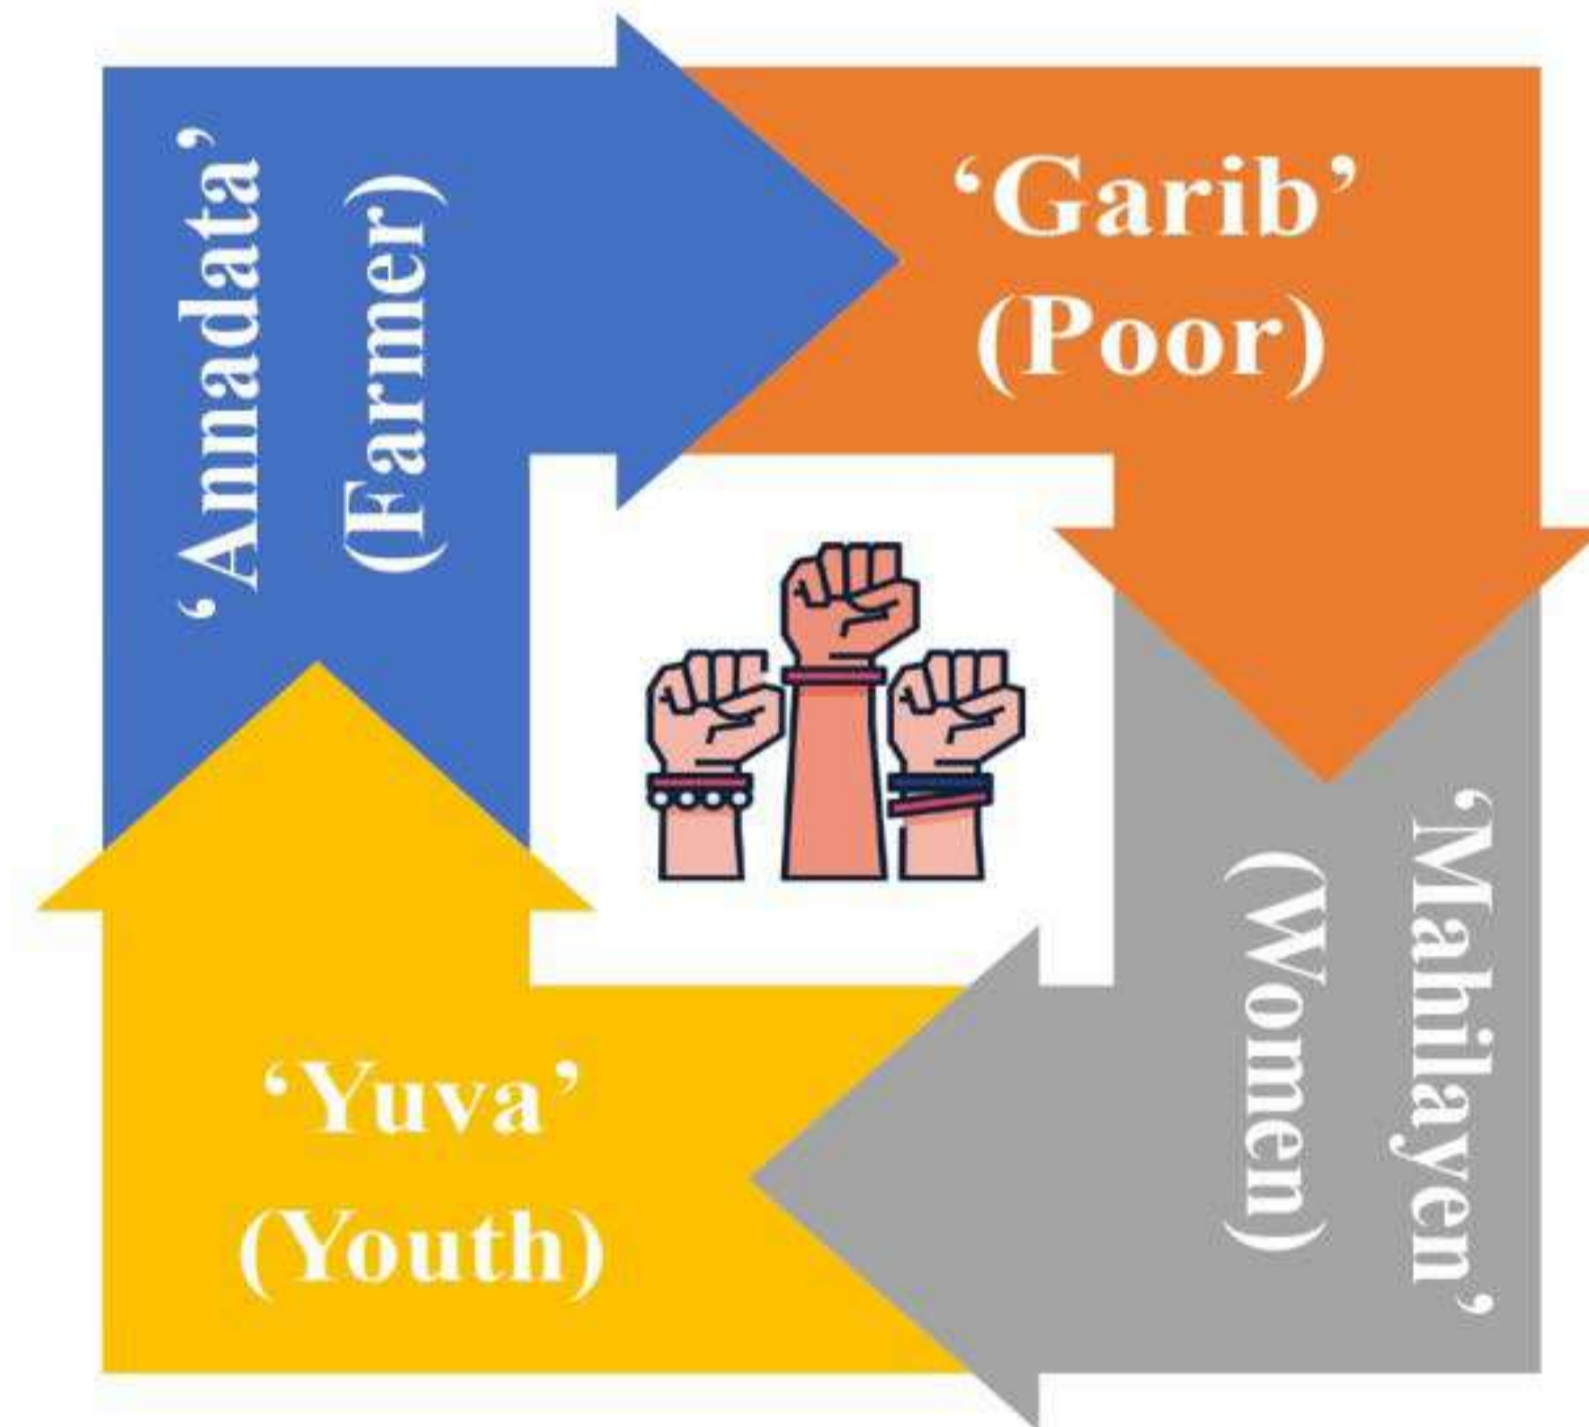 ‘Annadata’
(Farmer)
‘Garib’
(Poor)
‘Mahilayen’
(Women)
‘Yuva’
(Youth)